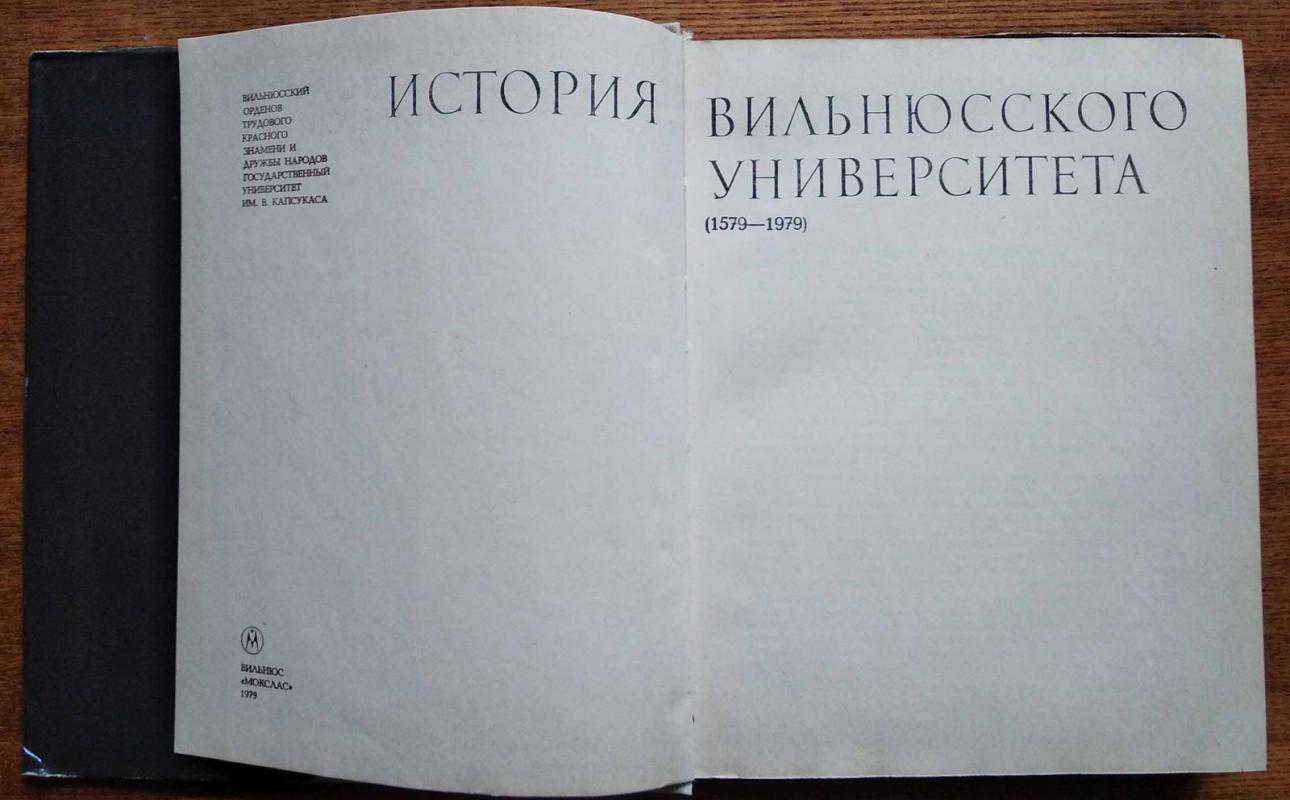 ВИЛЬНЮССКИЙ
ОРДЕНОВ
ТРУДОВОГО
КРАСНОГО
ЗНАМЕНИ И
ДРУЖБЫ НАРОДОВ
ГОСУДАРСТВЕННЫЙ
УНИВЕРСИТЕТ
ИМ. В. КАПСУКАСА
ИСТОРИЯ
ВИЛЬНЮС
«МОКСЛАС»
1979
ВИЛЬНЮССКОГО
УНИВЕРСИТЕТА
(1579—1979)